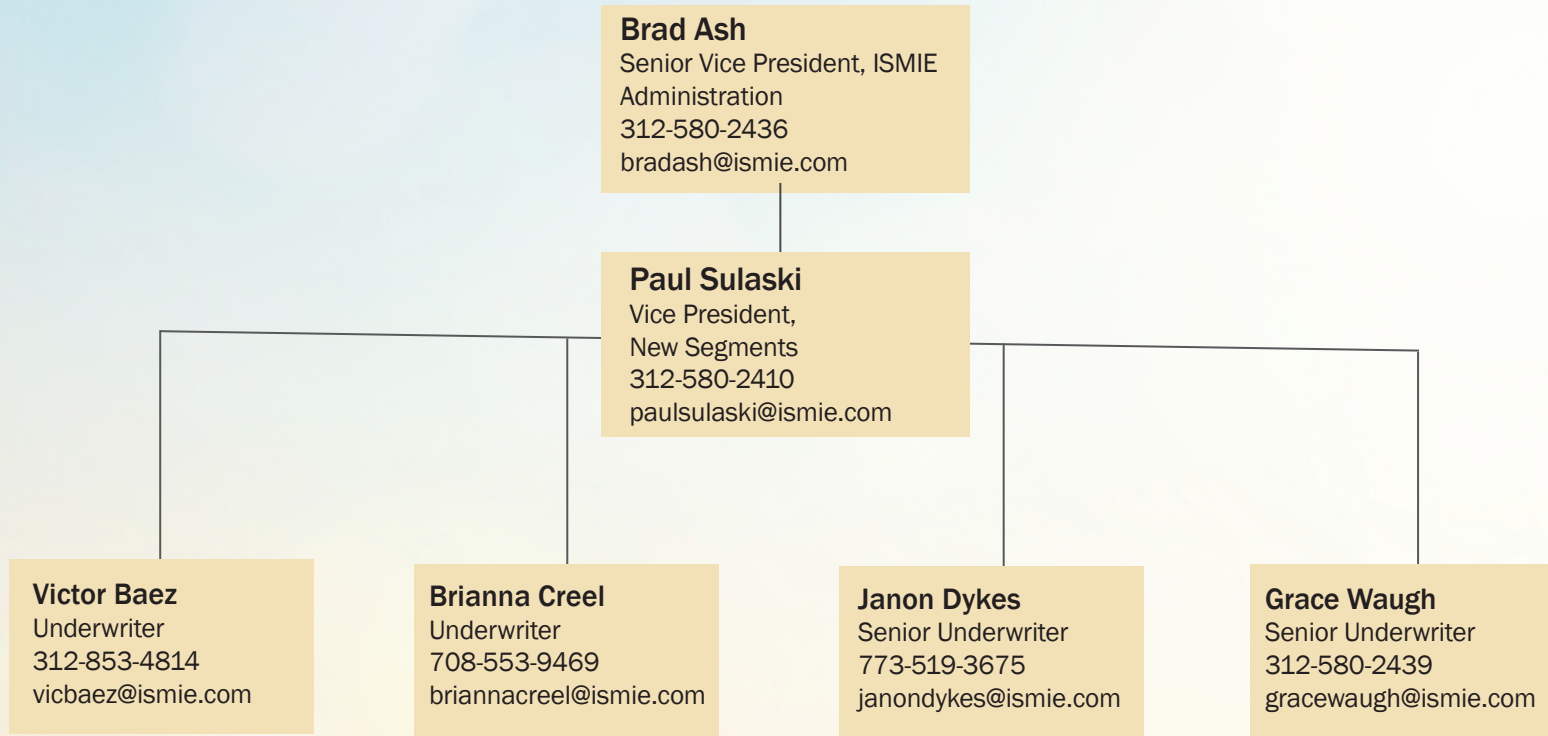 Brad Ash
Senior Vice President, ISMIE
Administration
312-580-2436
bradash@ismie.com
Paul Sulaski
Vice President,
New Segments
312-580-2410
paulsulaski@ismie.com
Victor Baez
Underwriter
312-853-4814
vicbaez@ismie.com
Brianna Creel
Underwriter
708-553-9469
briannacreel@ismie.com
Janon Dykes
Senior Underwriter
773-519-3675
janondykes@ismie.com
Grace Waugh
Senior Underwriter
312-580-2439
gracewaugh@ismie.com